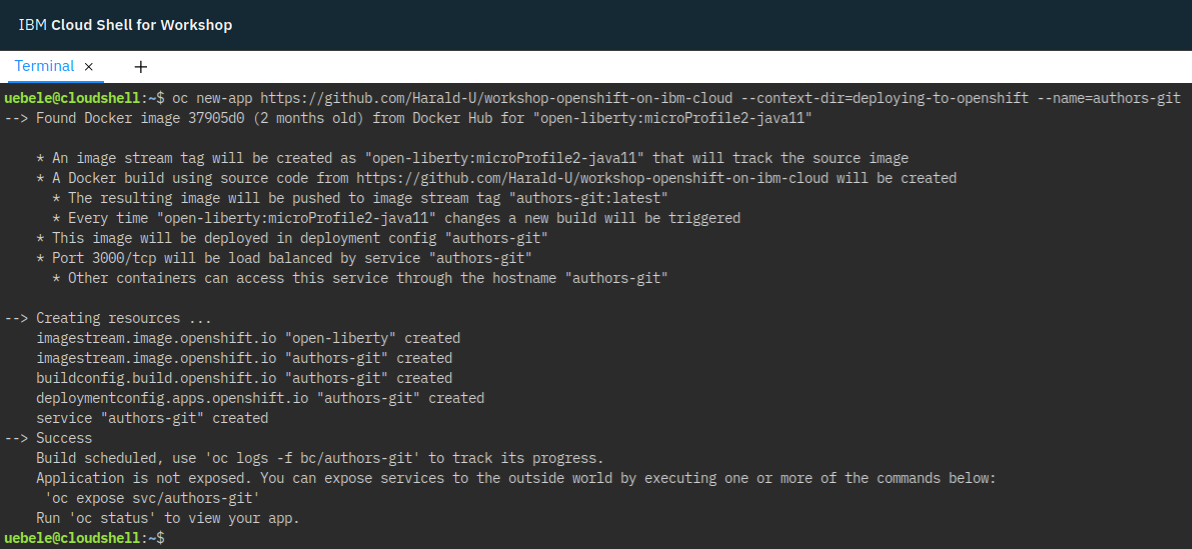 IBM Cloud Shell for Workshop
Terminal × +
uebele@cloudshell:~$ oc new-app https://github.com/Harald-U/workshop-openshift-on-ibm-cloud --context-dir=deploying-to-openshift --name=authors-git
--> Found Docker image 37905d0 (2 months old) from Docker Hub for "open-liberty:microProfile2-java11"
* An image stream tag will be created as "open-liberty:microProfile2-java11" that will track the source image
* A Docker build using source code from https://github.com/Harald-U/workshop-openshift-on-ibm-cloud will be created
* The resulting image will be pushed to image stream tag "authors-git:latest"
* Every time "open-liberty:microProfile2-java11" changes a new build will be triggered
* This image will be deployed in deployment config "authors-git"
* Port 3000/tcp will be load balanced by service "authors-git"
* Other containers can access this service through the hostname "authors-git"
--> Creating resources ...
imagestream.image.openshift.io "open-liberty" created
imagestream.image.openshift.io "authors-git" created
buildconfig.build.openshift.io "authors-git" created
deploymentconfig.apps.openshift.io "authors-git" created
service "authors-git" created
--> Success
Build scheduled, use 'oc logs -f bc/authors-git' to track its progress.
Application is not exposed. You can expose services to the outside world by executing one or more of the commands below:
'oc expose svc/authors-git'
Run 'oc status' to view your app.
uebele@cloudshell:~$